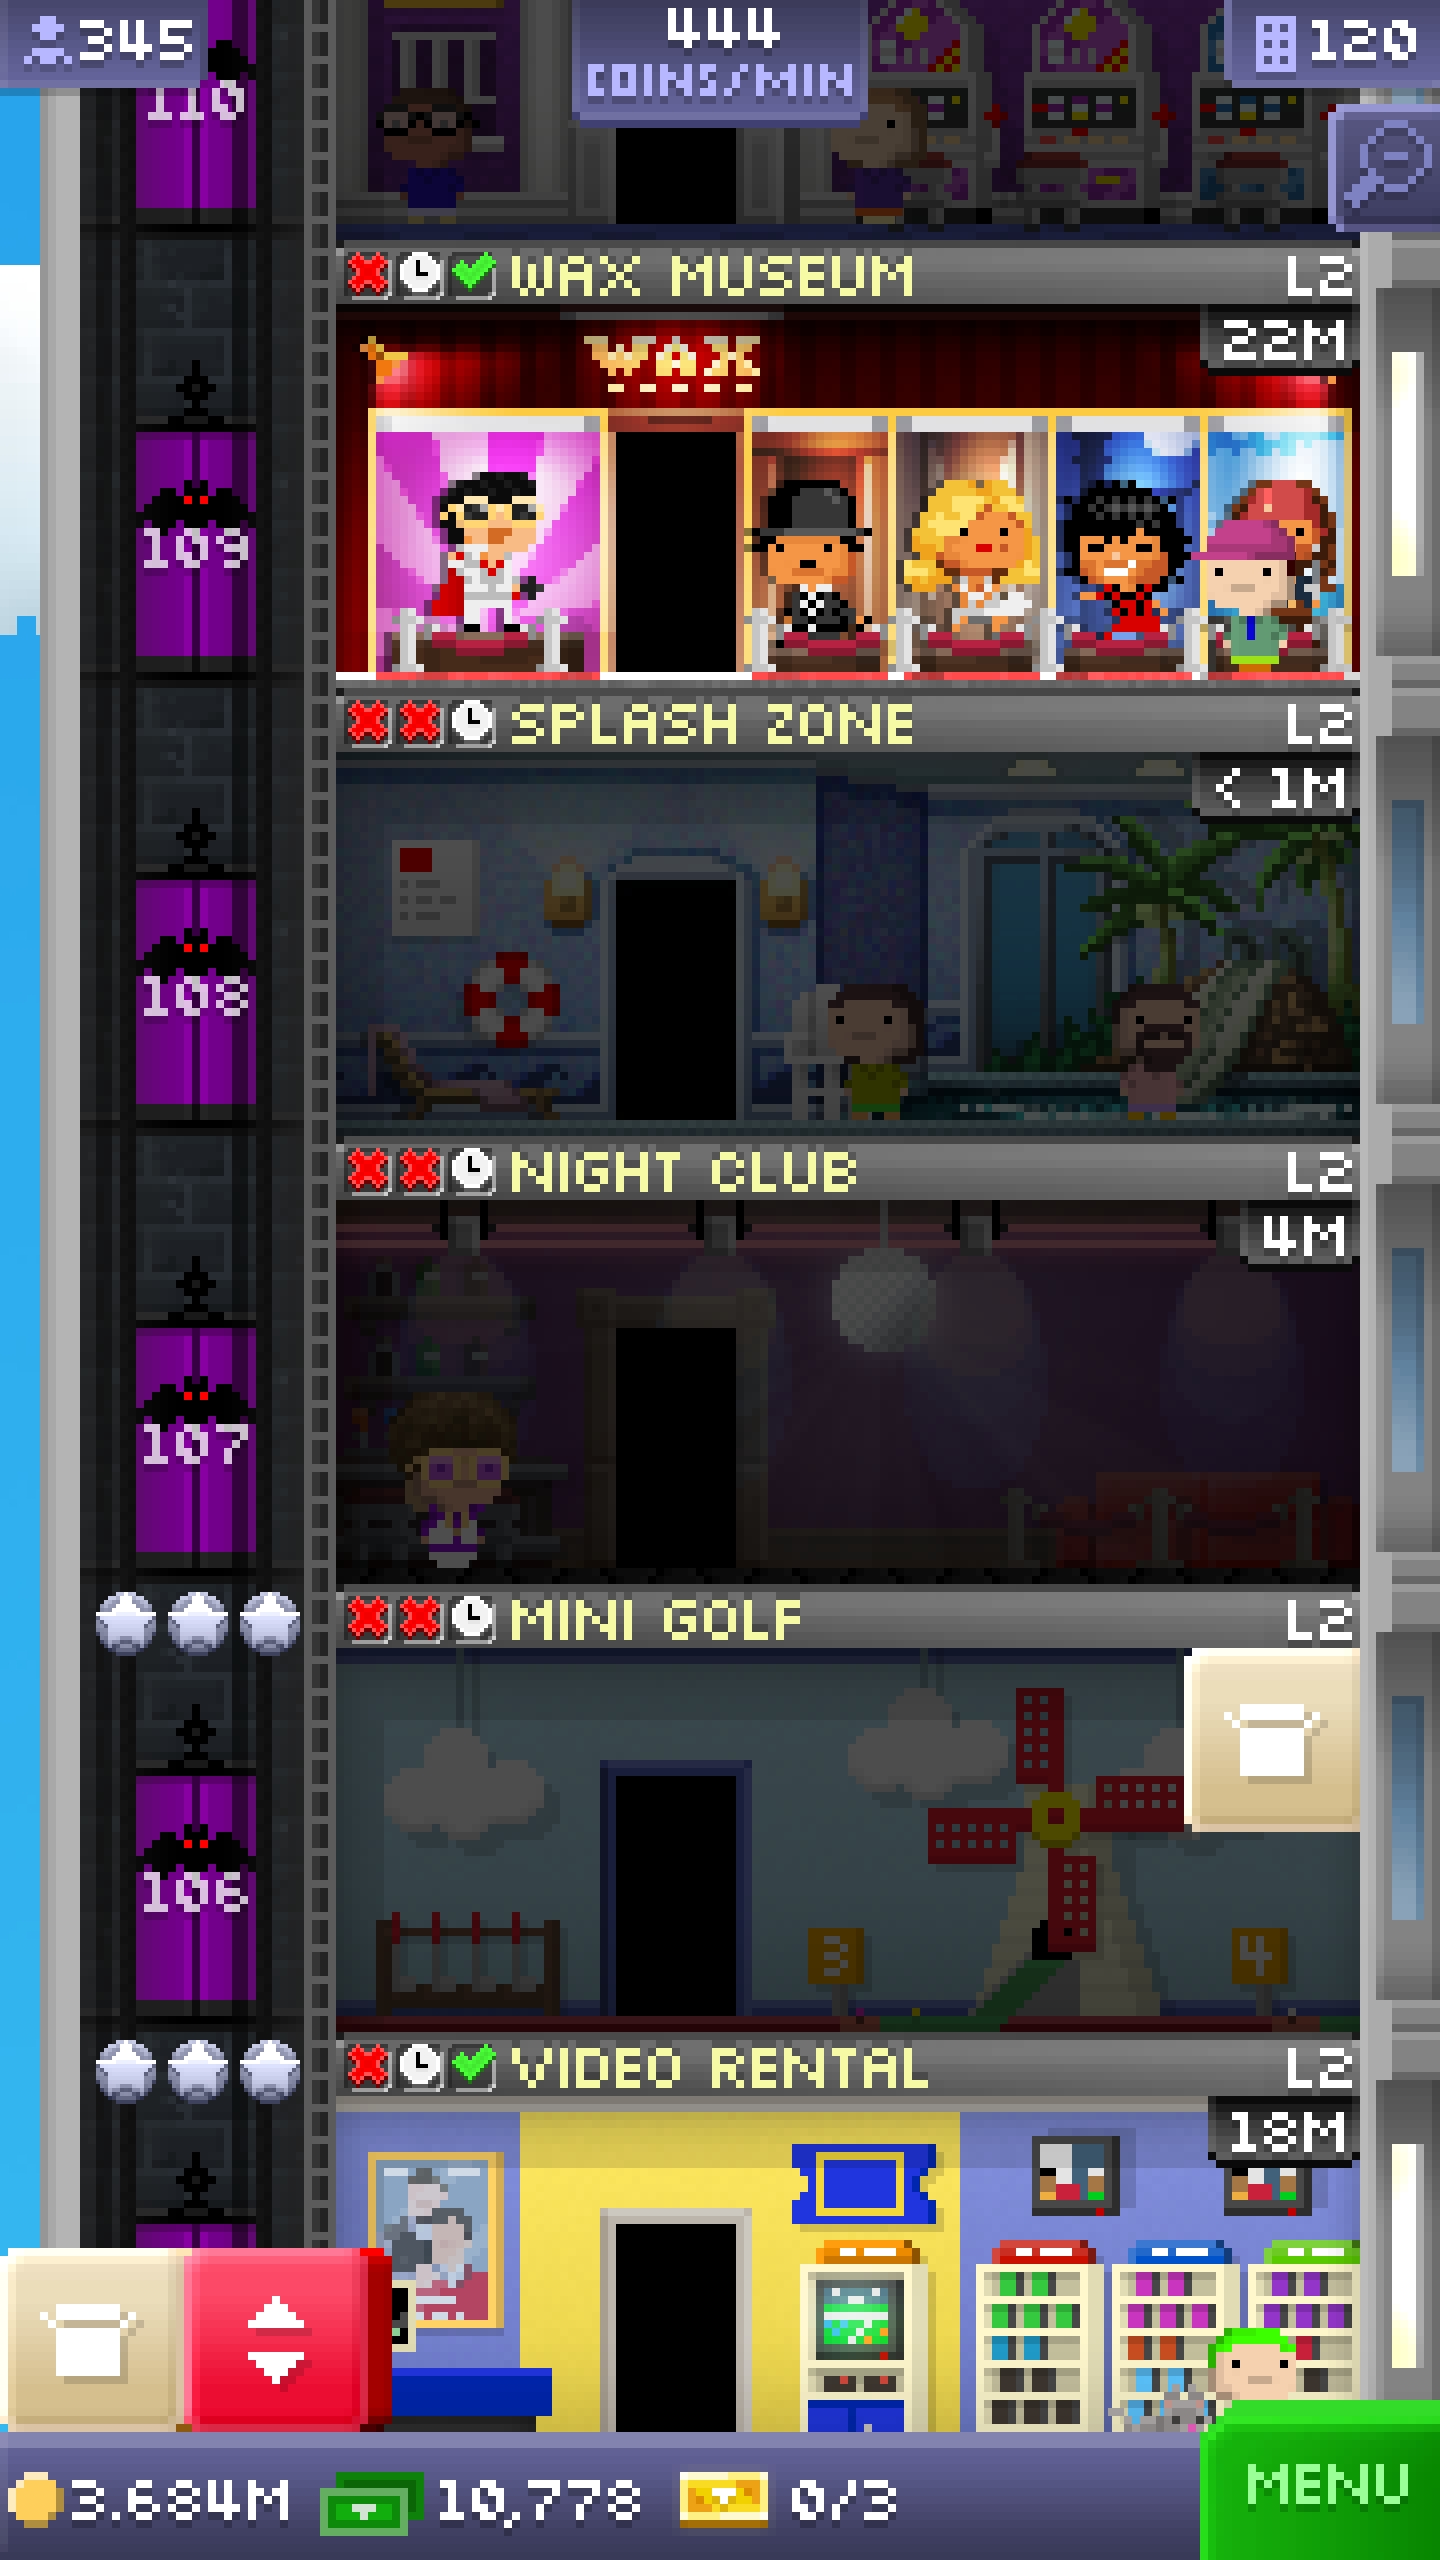 345
444
COINS/MIN
120
110
WAX MUSEUM
L2
22M
WAX
109
SPLASH ZONE
L2
< 1M
108
NIGHT CLUB
L2
4M
107
MINI GOLF
L2
106
3
4
VIDEO RENTAL
L2
18M
3.684M
10,778
0/3
MENU